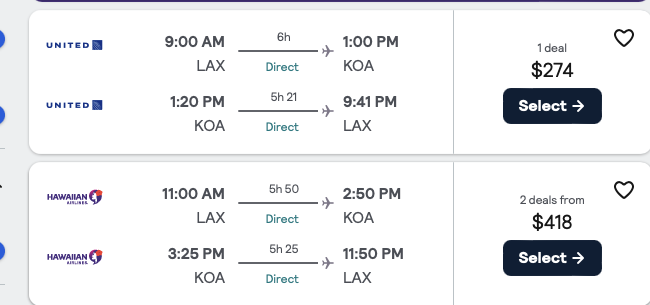 UNITED
9:00 AM 6h 1:00 PM
LAX Direct KOA
UNITED
1:20 PM 5h 21 9:41 PM
KOA Direct LAX
1 deal
$274
Select →
HAWAIIAN
AIRLINES
11:00 AM 5h 50 2:50 PM
LAX Direct KOA
HAWAIIAN
AIRLINES
3:25 PM 5h 25 11:50 PM
KOA Direct LAX
2 deals from
$418
Select →